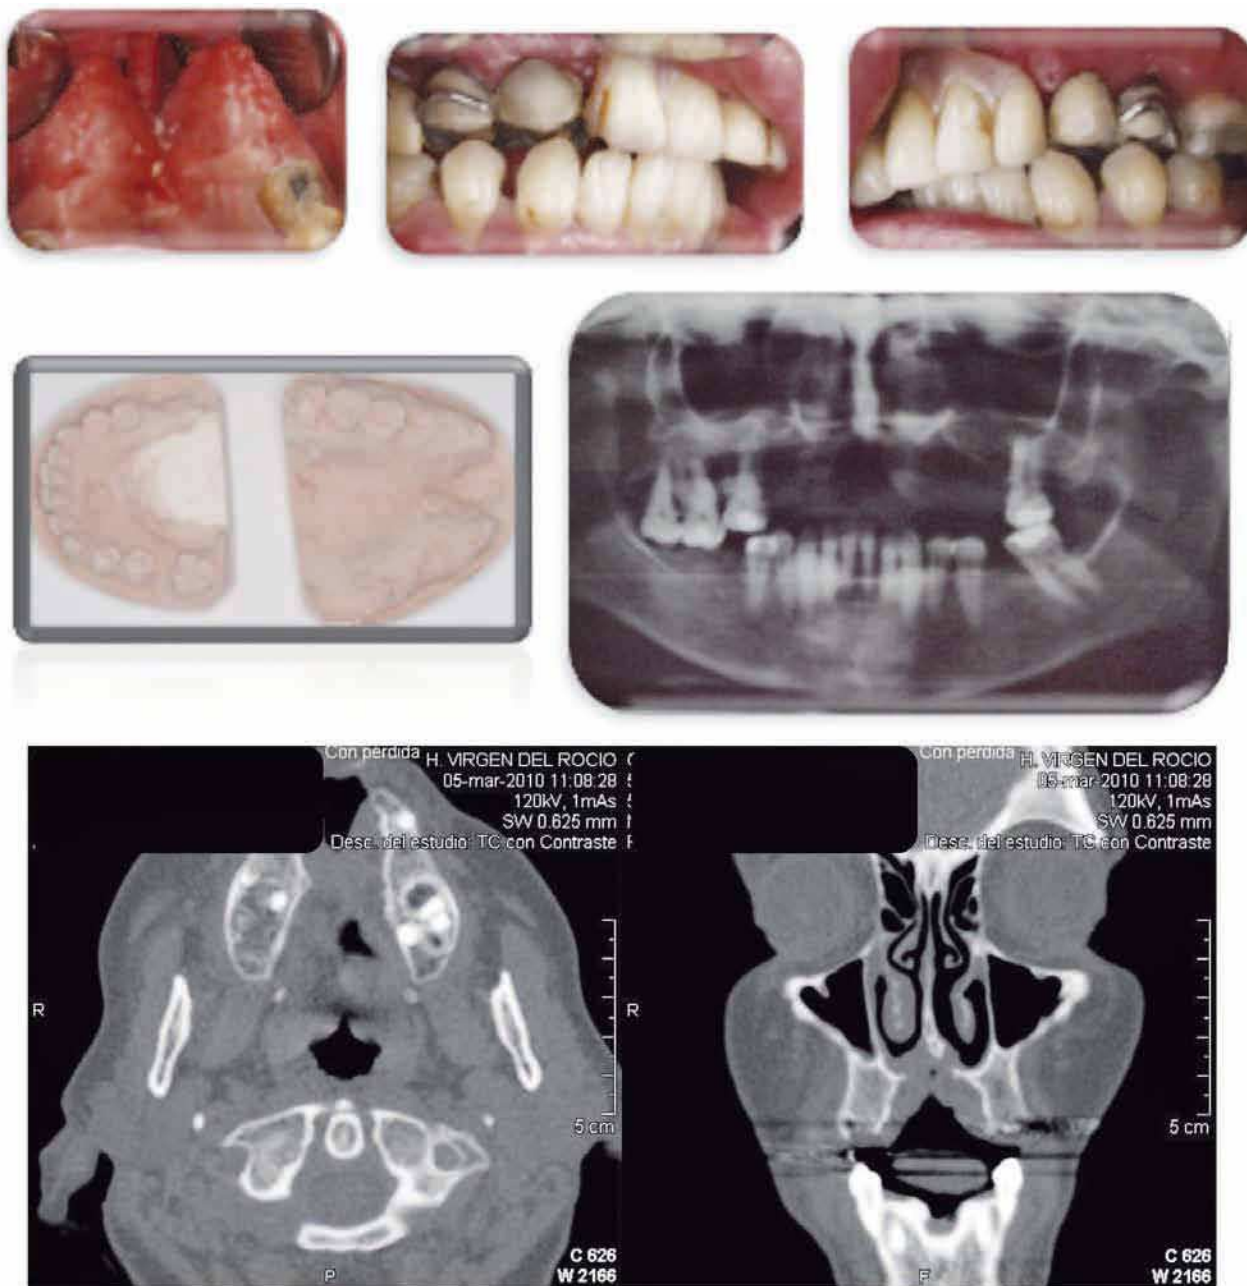 Con perdida
H. VIRGEN DEL ROCIO
05-mar-2010 11:08:28
120kV, 1mAs
SW 0.625 mm
Desc. del estudio: TC con Contraste
R
5 cm
P
C 626
W 2166
Con perdida
H. VIRGEN DEL ROCIO
05-mar-2010 11:08:28
120kV, 1mAs
SW 0.625 mm
Desc. del estudio: TC con Contraste
R
5 cm
F
C 626
W 2166